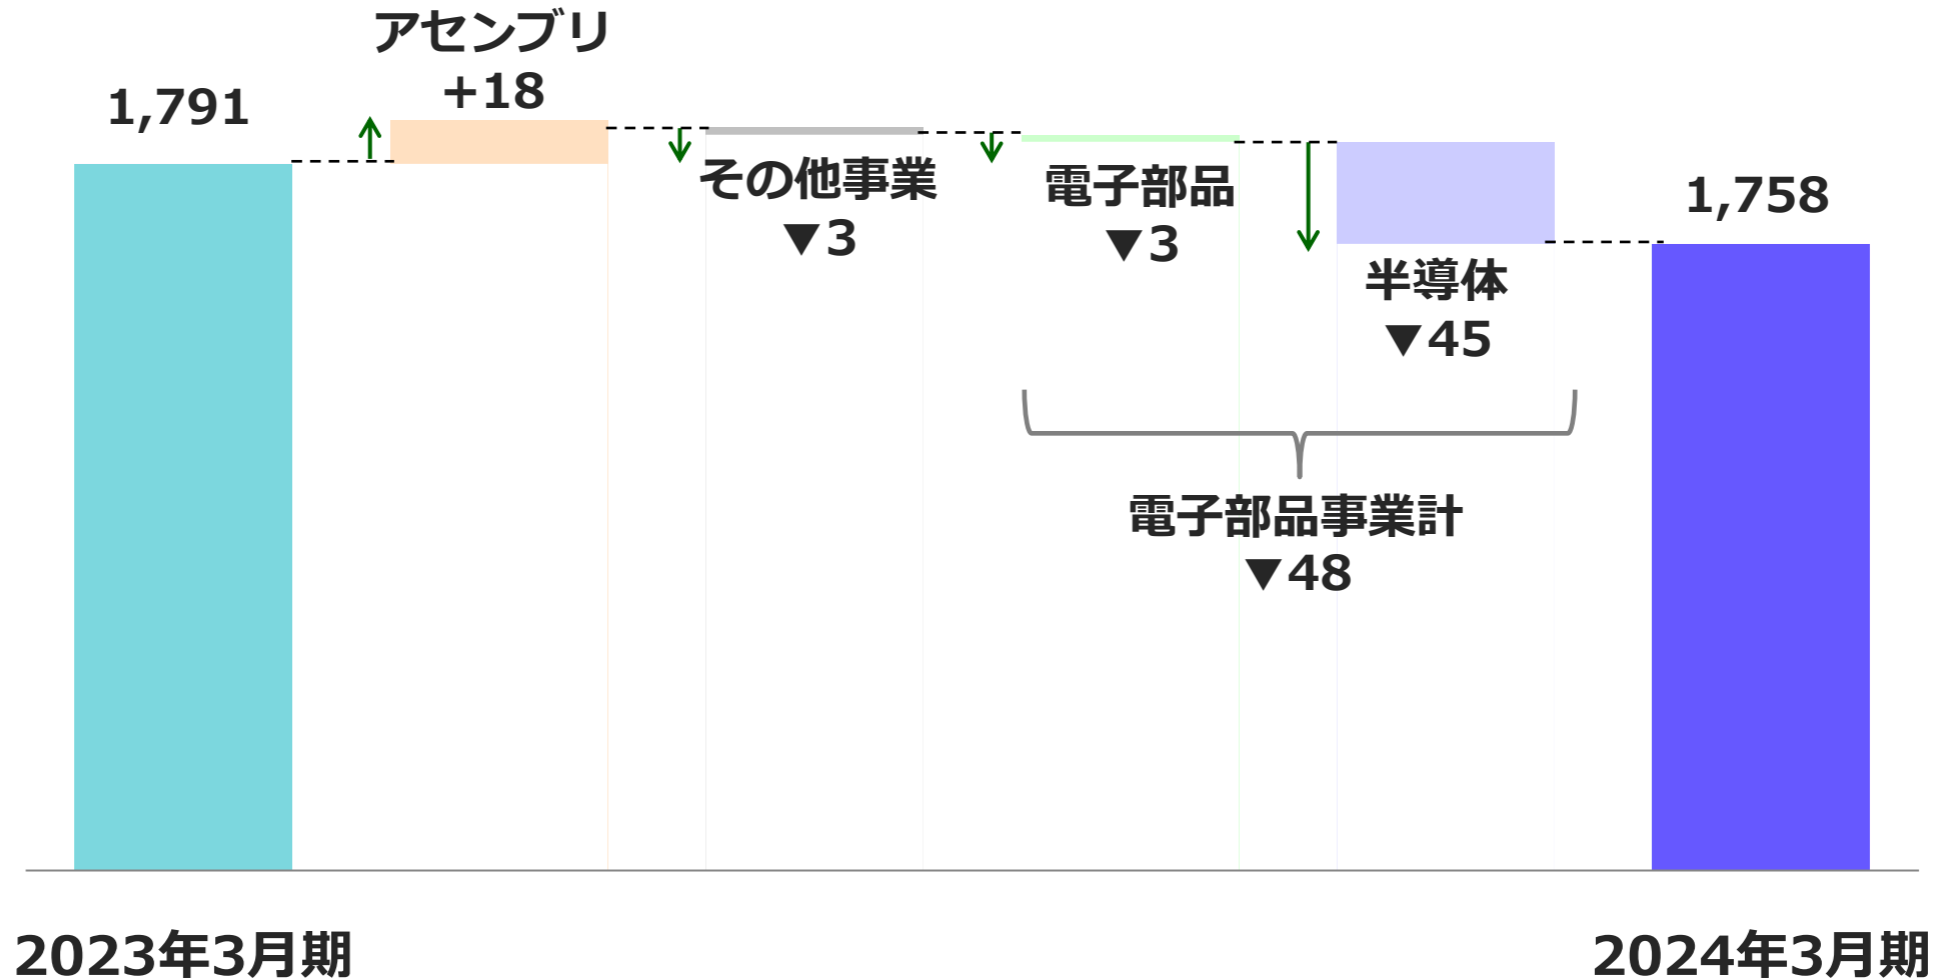 アセンブリ
+18
1,791
その他事業
▼3
電子部品
▼3
半導体
▼45
1,758
電子部品事業計
▼48
2023年3月期
2024年3月期